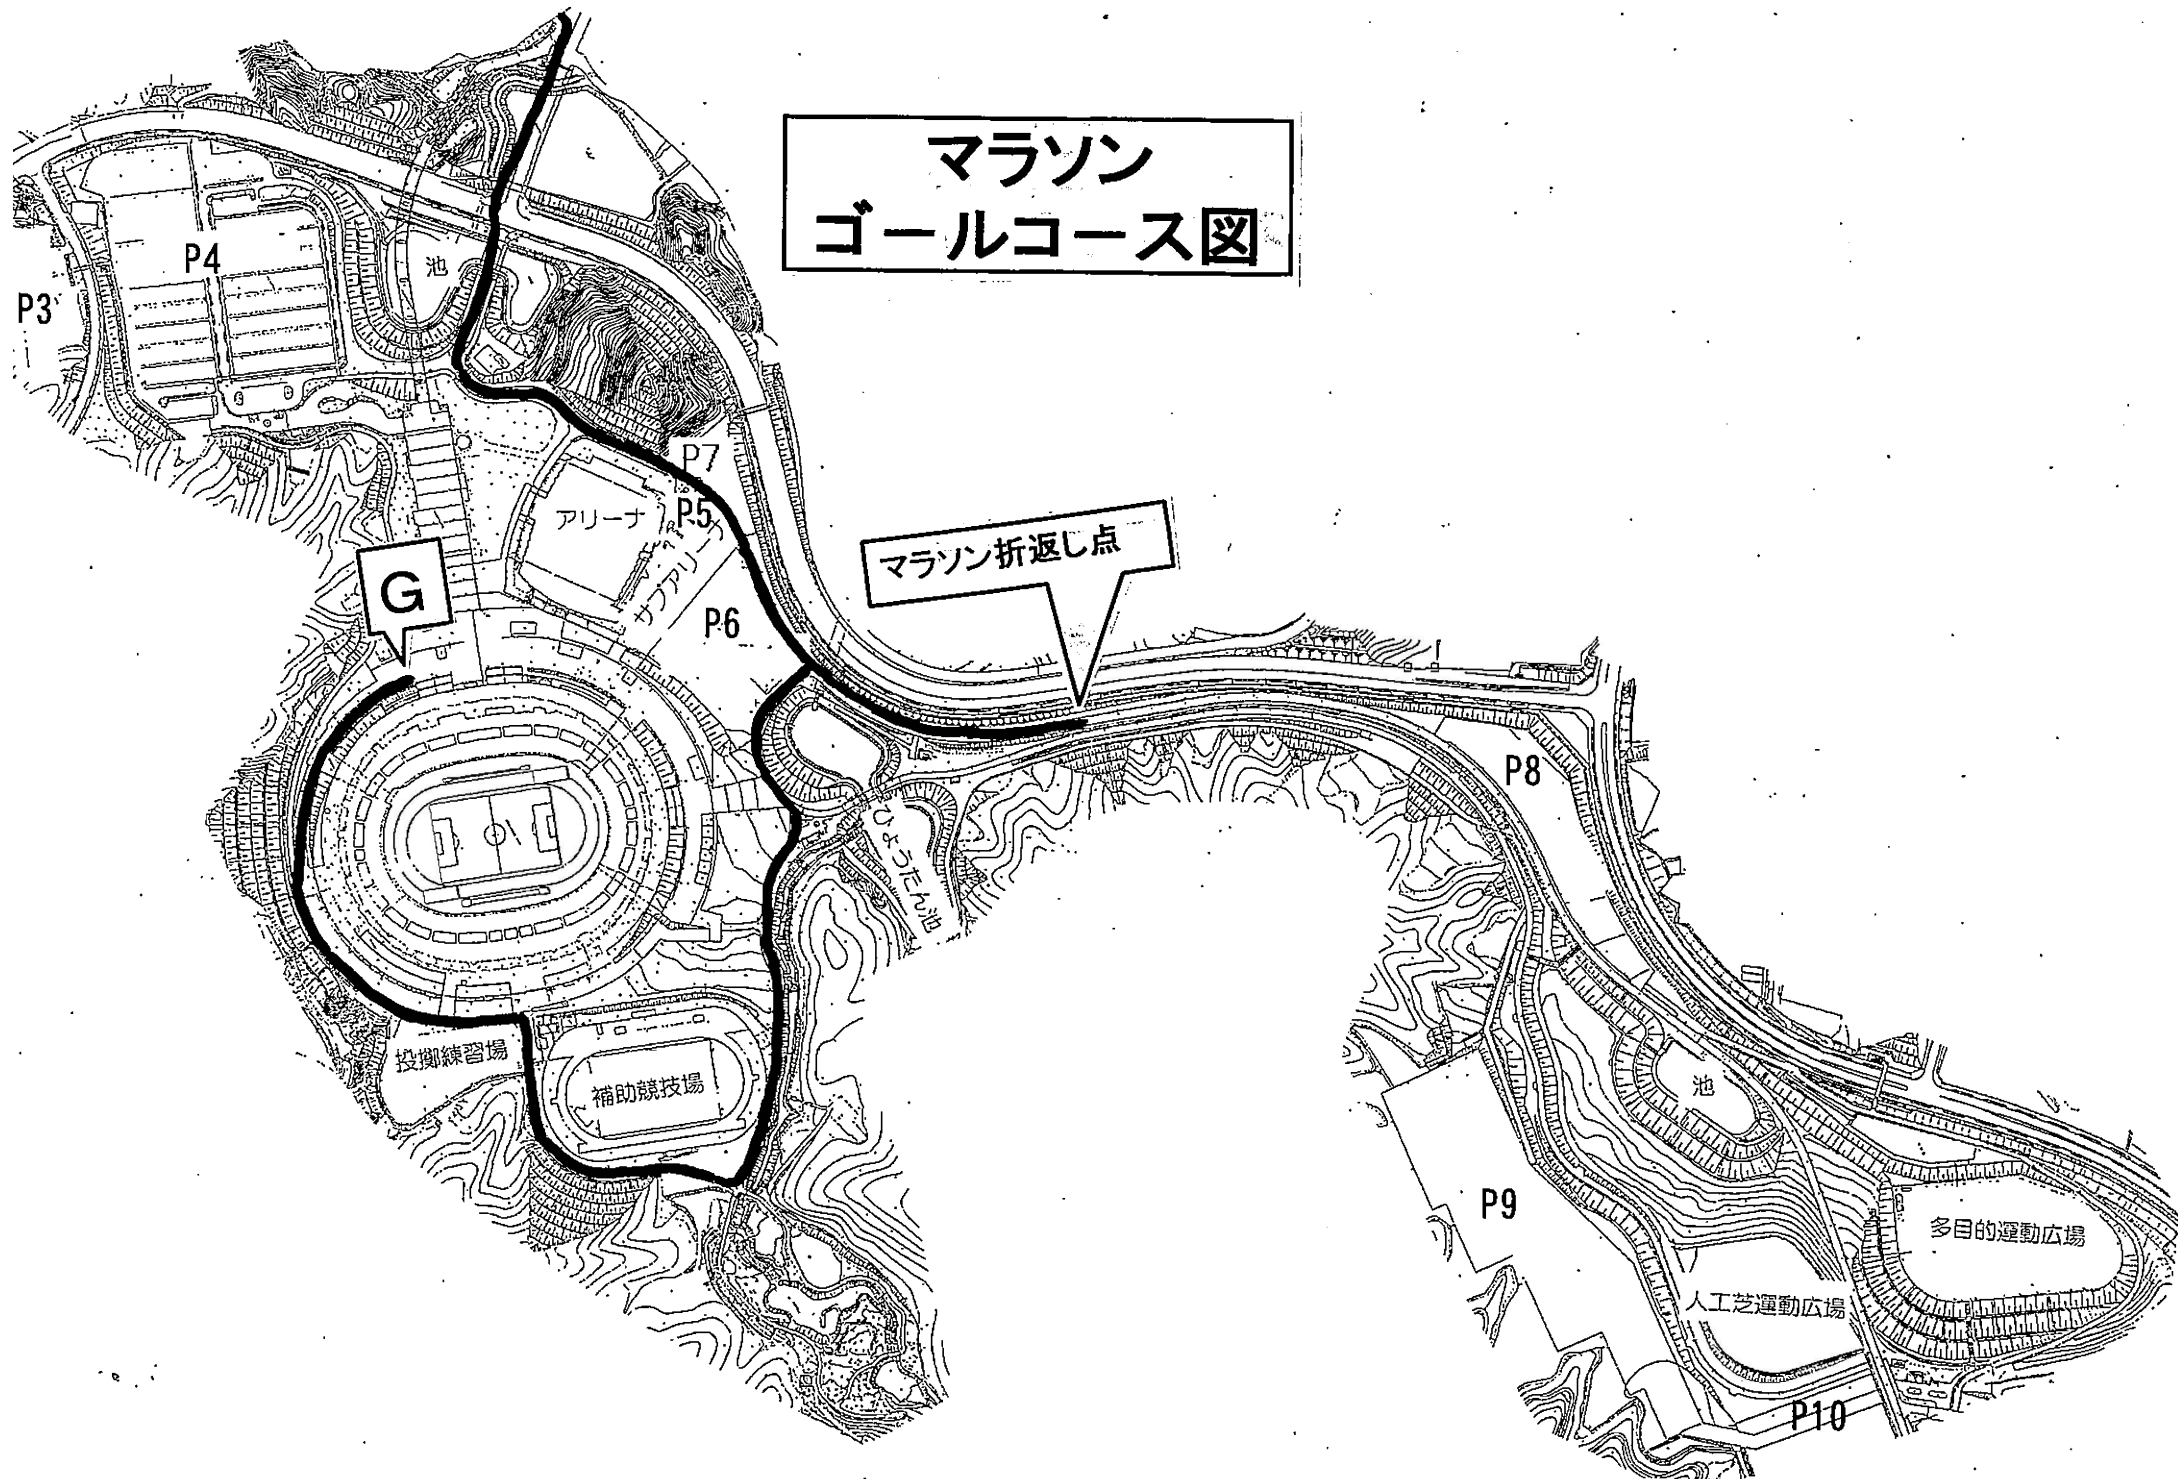 マラソン
ゴールコース図
P4
池
P3
P7
P5
アリーナ
サブアリーナ
マラソン折返し点
G
P6
P8
ひょうたん池
投擲練習場
補助競技場
池
P9
多目的運動広場
人工芝運動広場
P10